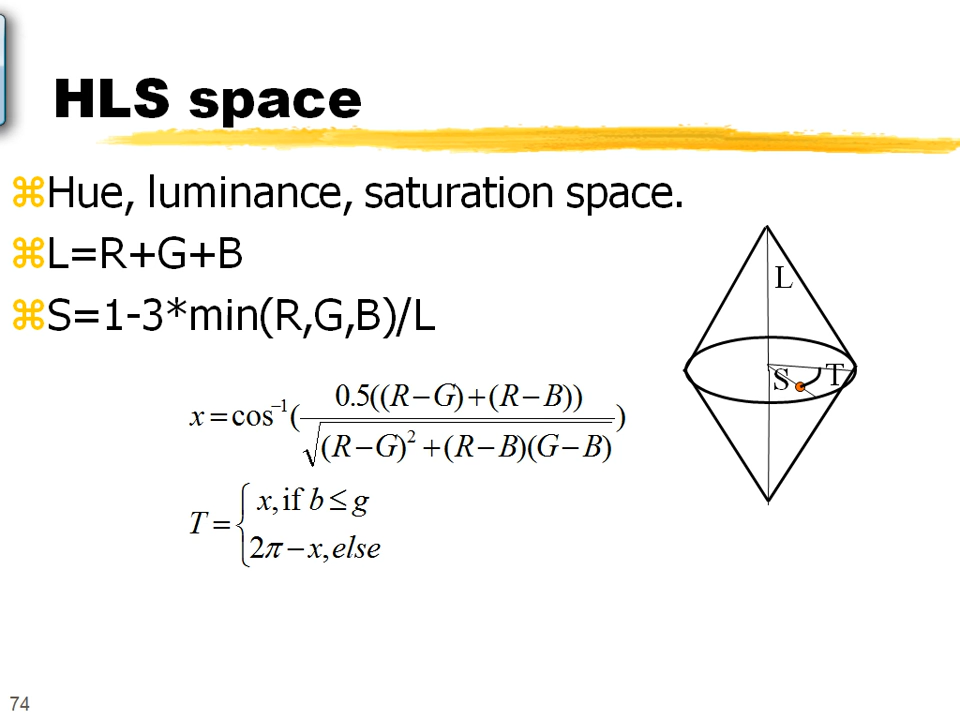 HLS space
Hue, luminance, saturation space.
L=R+G+B
S=1-3*min(R,G,B)/L
x = cos⁻¹( 0.5((R−G)+(R−B)) / √(R−G)²+(R−B)(G−B) )
T = { x, if b ≤ g
2π − x, else
L
S
T
74